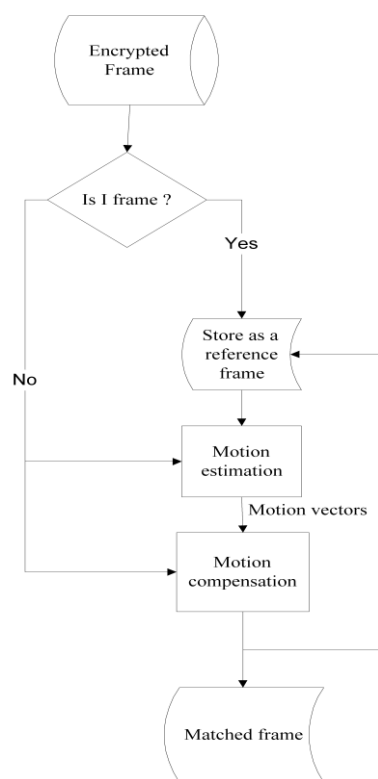 Encrypted
Frame
Is I frame ?
Yes
Store as a
reference
frame
No
Motion
estimation
Motion vectors
Motion
compensation
Matched frame